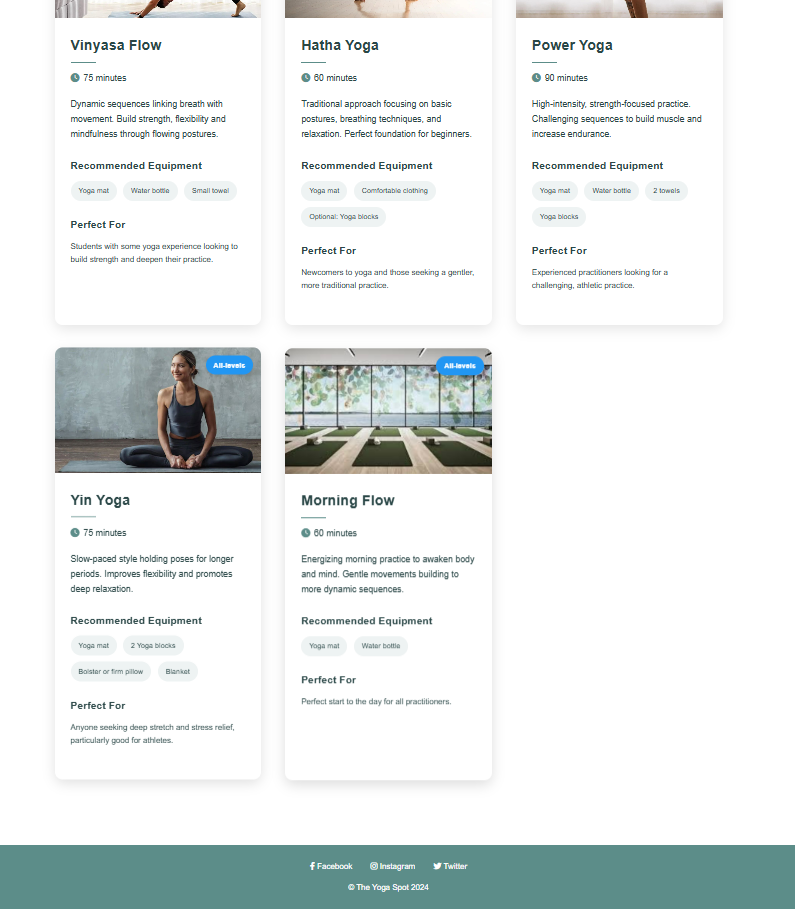 Vinyasa Flow
75 minutes
Dynamic sequences linking breath with
movement. Build strength, flexibility and
mindfulness through flowing postures.
Recommended Equipment
Yoga mat
Water bottle
Small towel
Perfect For
Students with some yoga experience looking to
build strength and deepen their practice.
Hatha Yoga
60 minutes
Traditional approach focusing on basic
postures, breathing techniques, and
relaxation. Perfect foundation for beginners.
Recommended Equipment
Yoga mat
Comfortable clothing
Optional: Yoga blocks
Perfect For
Newcomers to yoga and those seeking a gentler,
more traditional practice.
Power Yoga
90 minutes
High-intensity, strength-focused practice.
Challenging sequences to build muscle and
increase endurance.
Recommended Equipment
Yoga mat
Water bottle
2 towels
Yoga blocks
Perfect For
Experienced practitioners looking for a
challenging, athletic practice.
All-levels
Yin Yoga
75 minutes
Slow-paced style holding poses for longer
periods. Improves flexibility and promotes
deep relaxation.
Recommended Equipment
Yoga mat
2 Yoga blocks
Bolster or firm pillow
Blanket
Perfect For
Anyone seeking deep stretch and stress relief,
particularly good for athletes.
All-levels
Morning Flow
60 minutes
Energizing morning practice to awaken body
and mind. Gentle movements building to
more dynamic sequences.
Recommended Equipment
Yoga mat
Water bottle
Perfect For
Perfect start to the day for all practitioners.
Facebook
Instagram
Twitter
© The Yoga Spot 2024